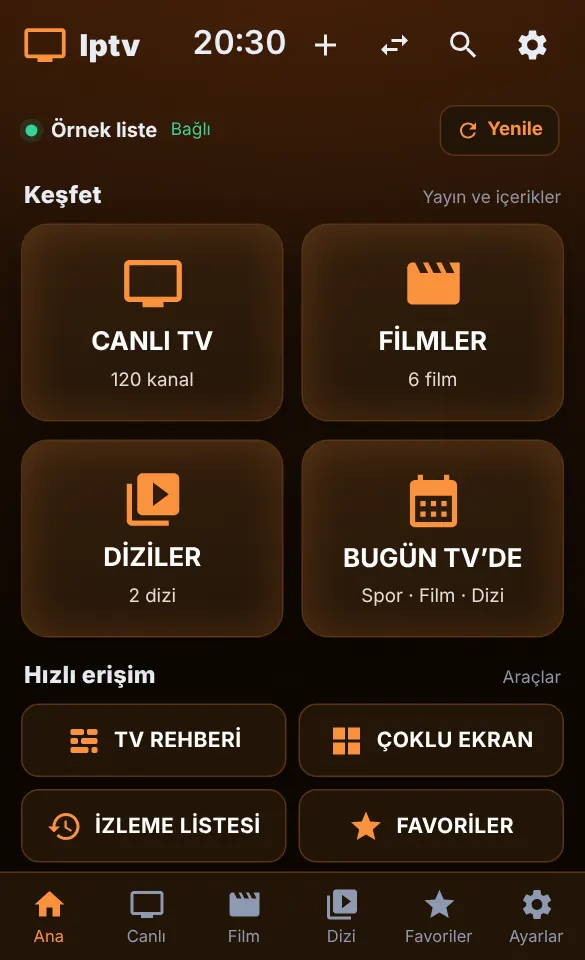 Iptv 20:30
Örnek liste Bağlı Yenile
Keşfet Yayın ve içerikler
CANLI TV
120 kanal
FİLMLER
6 film
DİZİLER
2 dizi
BUGÜN TV’DE
Spor · Film · Dizi
Hızlı erişim Araçlar
TV REHBERİ
ÇOKLU EKRAN
İZLEME LİSTESİ
FAVORİLER
Ana Canlı Film Dizi Favoriler Ayarlar